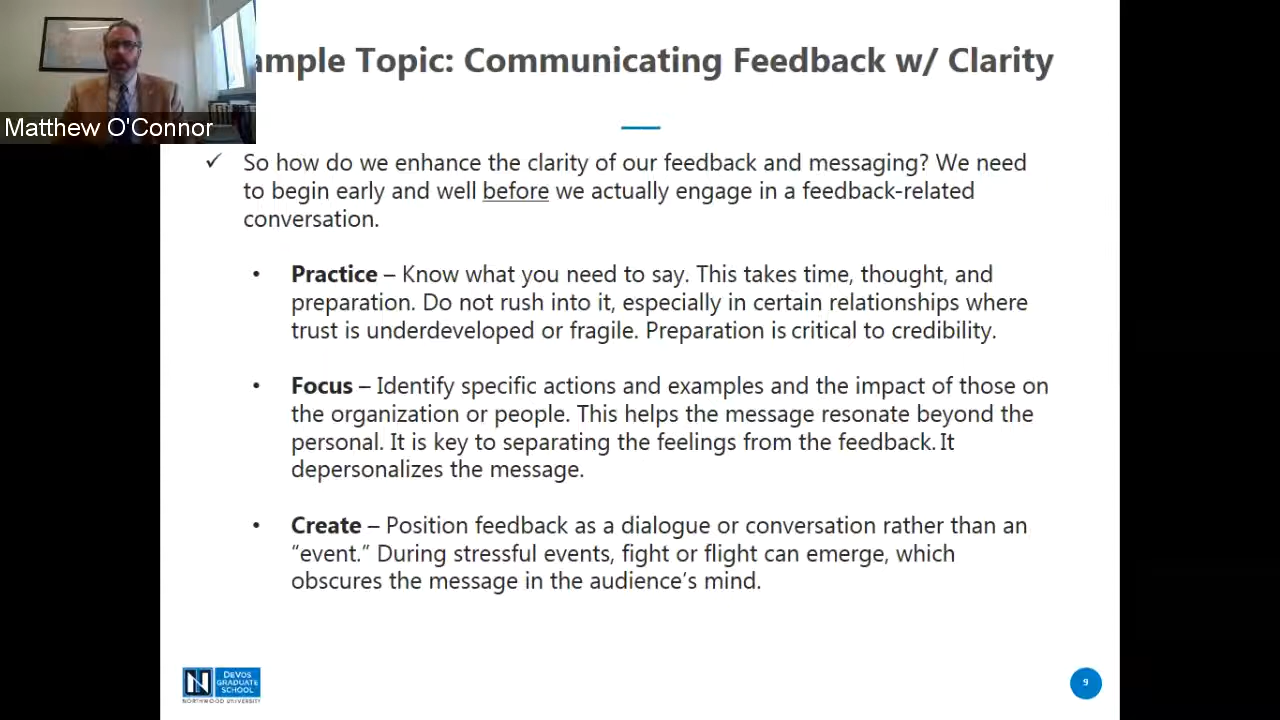 ample Topic: Communicating Feedback w/ Clarity
Matthew O'Connor
✓ So how do we enhance the clarity of our feedback and messaging? We need
to begin early and well before we actually engage in a feedback-related
conversation.
• Practice – Know what you need to say. This takes time, thought, and
preparation. Do not rush into it, especially in certain relationships where
trust is underdeveloped or fragile. Preparation is critical to credibility.
• Focus – Identify specific actions and examples and the impact of those on
the organization or people. This helps the message resonate beyond the
personal. It is key to separating the feelings from the feedback. It
depersonalizes the message.
• Create – Position feedback as a dialogue or conversation rather than an
“event.” During stressful events, fight or flight can emerge, which
obscures the message in the audience’s mind.
N
DEVOS
GRADUATE
SCHOOL
NORTHWOOD UNIVERSITY
9